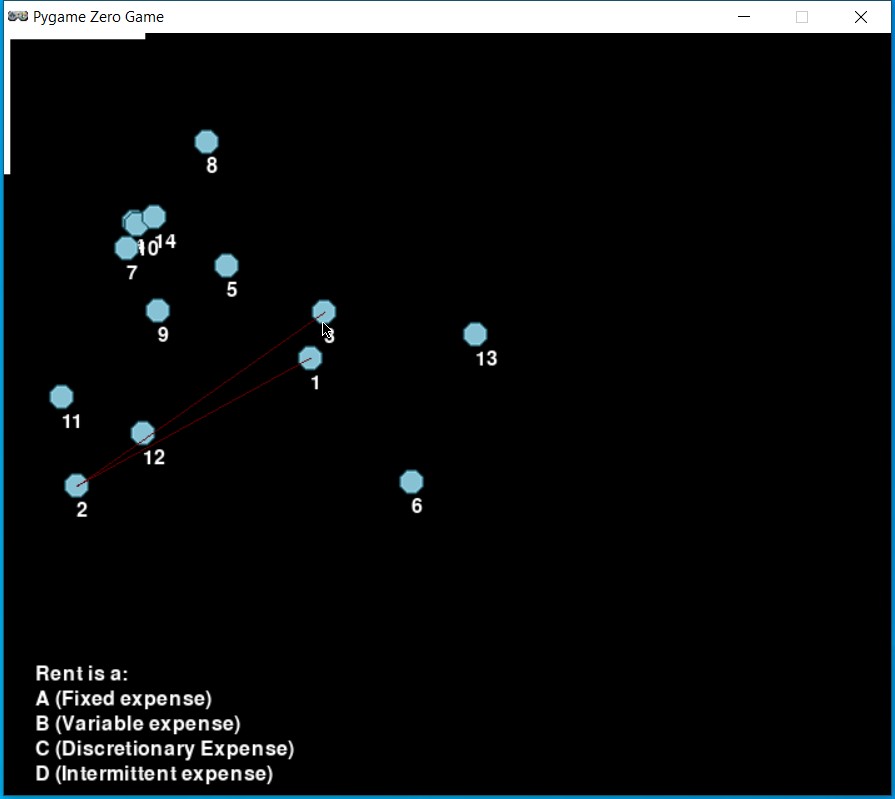 Pygame Zero Game
8
14
10
7
5
9
3
13
1
11
12
2
6
Rent is a:
A (Fixed expense)
B (Variable expense)
C (Discretionary Expense)
D (Intermittent expense)